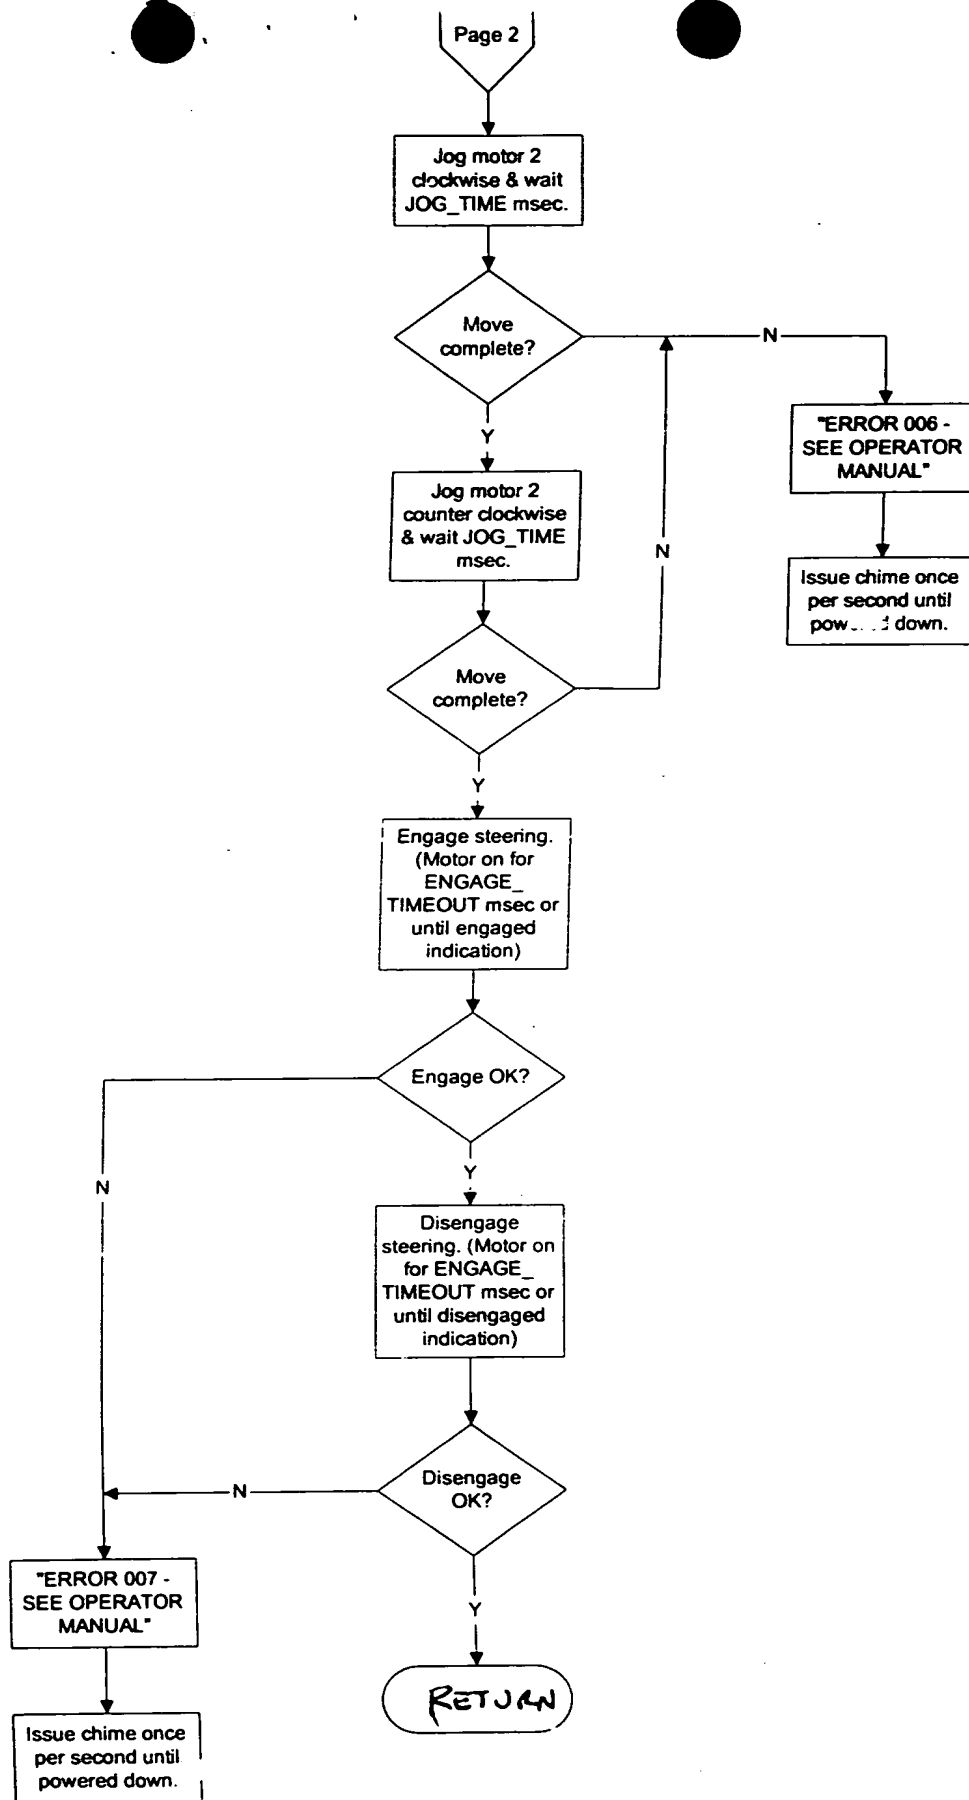 Page 2
Jog motor 2
clockwise & wait
JOG_TIME msec.
Move
complete?
N
"ERROR 006 -
SEE OPERATOR
MANUAL"
Y
Jog motor 2
counter clockwise
& wait JOG_TIME
msec.
N
Issue chime once
per second until
down.
Move
complete?
Y
Engage steering.
(Motor on for
ENGAGE_
TIMEOUT msec or
until engaged
indication)
Engage OK?
N
Y
Disengage
steering. (Motor on
for ENGAGE_
TIMEOUT msec or
until disengaged
indication)
Disengage
OK?
N
"ERROR 007 -
SEE OPERATOR
MANUAL"
Y
RETURN
Issue chime once
per second until
powered down.